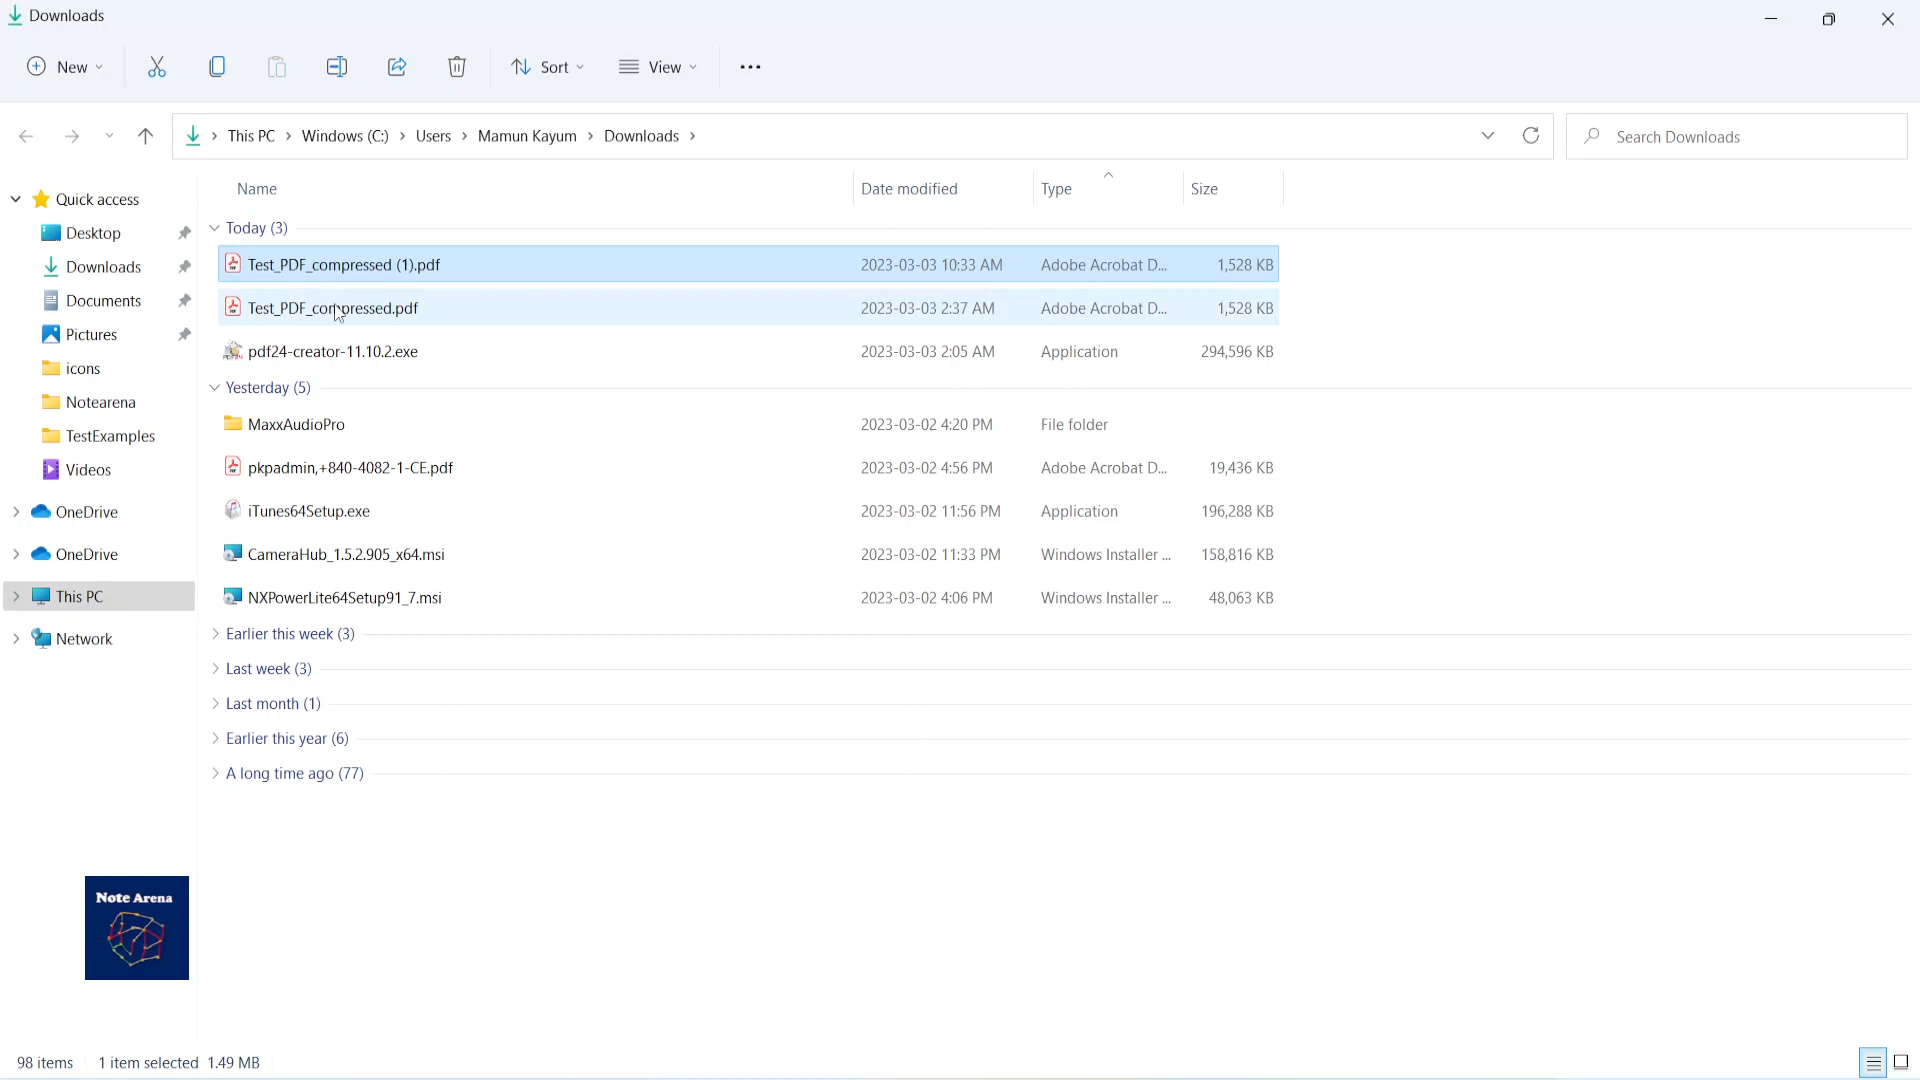 Downloads
New Sort View
This PC Windows (C:) Users Mamun Kayum Downloads Search Downloads
Name Date modified Type Size
Quick access
Desktop
Downloads
Documents
Pictures
icons
Notearena
TestExamples
Videos
OneDrive
OneDrive
This PC
Network
Today (3)
Test_PDF_compressed (1).pdf 2023-03-03 10:33 AM Adobe Acrobat D... 1,528 KB
Test_PDF_compressed.pdf 2023-03-03 2:37 AM Adobe Acrobat D... 1,528 KB
pdf24-creator-11.10.2.exe 2023-03-03 2:05 AM Application 294,596 KB
Yesterday (5)
MaxxAudioPro 2023-03-02 4:20 PM File folder
pkpadmin,+840-4082-1-CE.pdf 2023-03-02 4:56 PM Adobe Acrobat D... 19,436 KB
iTunes64Setup.exe 2023-03-02 11:56 PM Application 196,288 KB
CameraHub_1.5.2.905_x64.msi 2023-03-02 11:33 PM Windows Installer ... 158,816 KB
NXPowerLite64Setup91_7.msi 2023-03-02 4:06 PM Windows Installer ... 48,063 KB
Earlier this week (3)
Last week (3)
Last month (1)
Earlier this year (6)
A long time ago (77)
Note Arena
98 items 1 item selected 1.49 MB